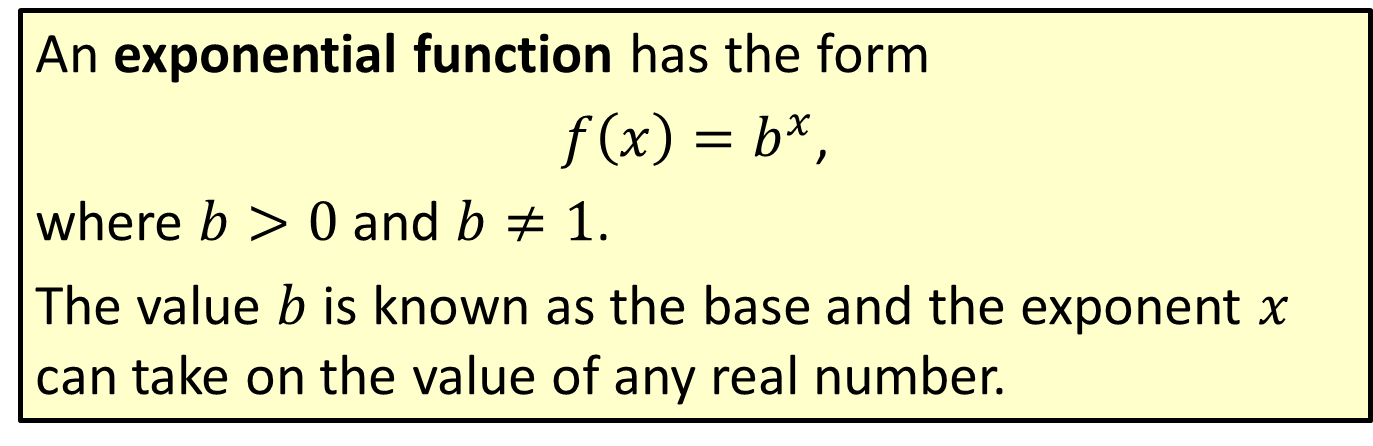 An exponential function has the form
f(x) = bˣ,
where b > 0 and b ≠ 1.
The value b is known as the base and the exponent x
can take on the value of any real number.